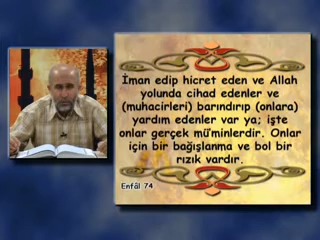 İman edip hicret eden ve Allah
yolunda cihad edenler ve
(muhacirleri) barındırıp (onlara)
yardım edenler var ya; işte
onlar gerçek mü'minlerdir. Onlar
için bir bağışlanma ve bol bir
rızık vardır.
Enfâl 74